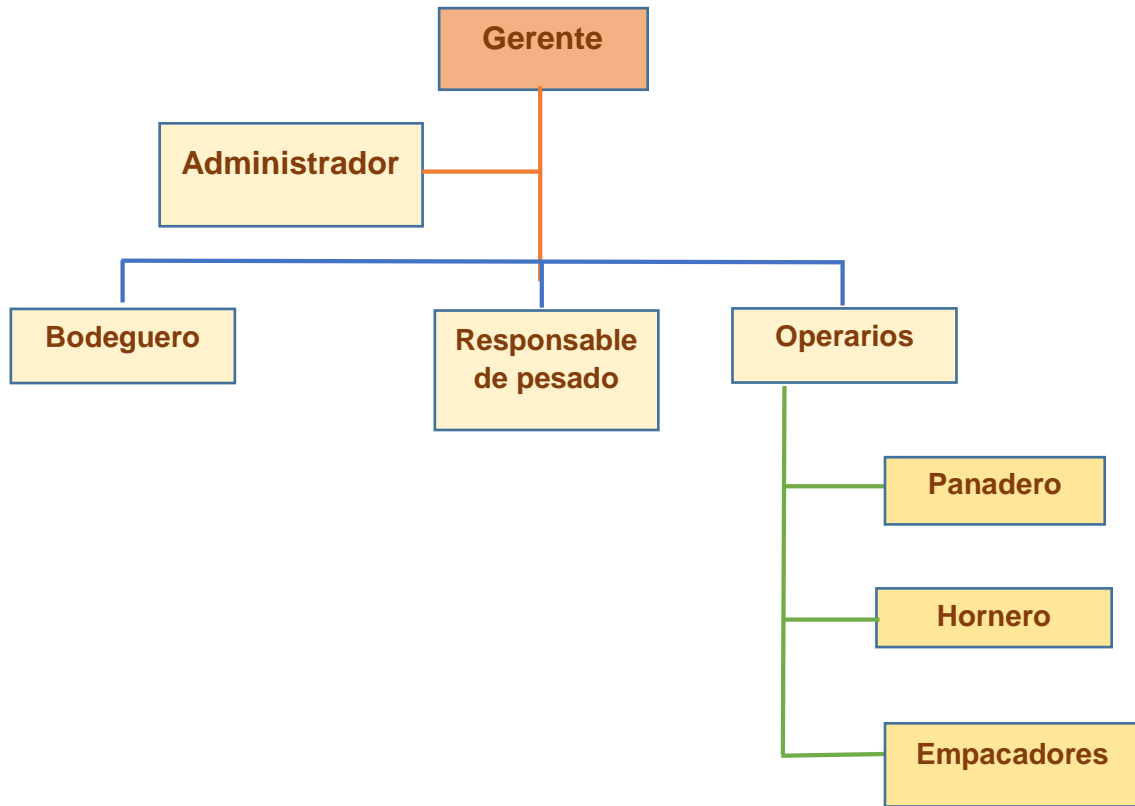 Gerente
Administrador
Bodeguero
Responsable
de pesado
Operarios
Panadero
Hornero
Empacadores